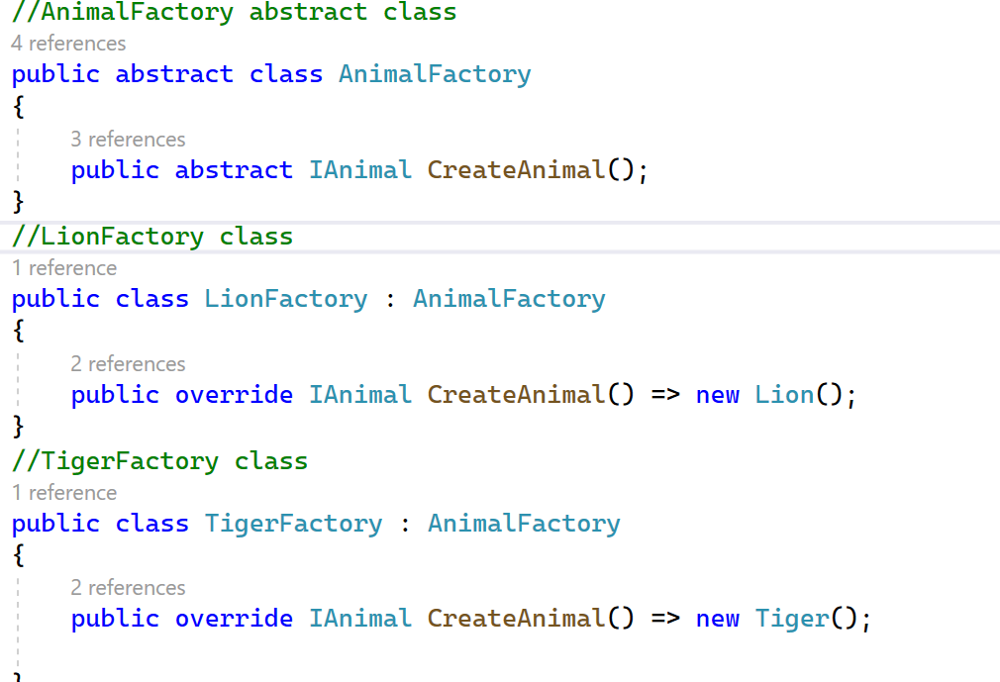 //AnimalFactory abstract class
4 references
public abstract class AnimalFactory
{
3 references
public abstract IAnimal CreateAnimal();
}
//LionFactory class
1 reference
public class LionFactory : AnimalFactory
{
2 references
public override IAnimal CreateAnimal() => new Lion();
}
//TigerFactory class
1 reference
public class TigerFactory : AnimalFactory
{
2 references
public override IAnimal CreateAnimal() => new Tiger();
}